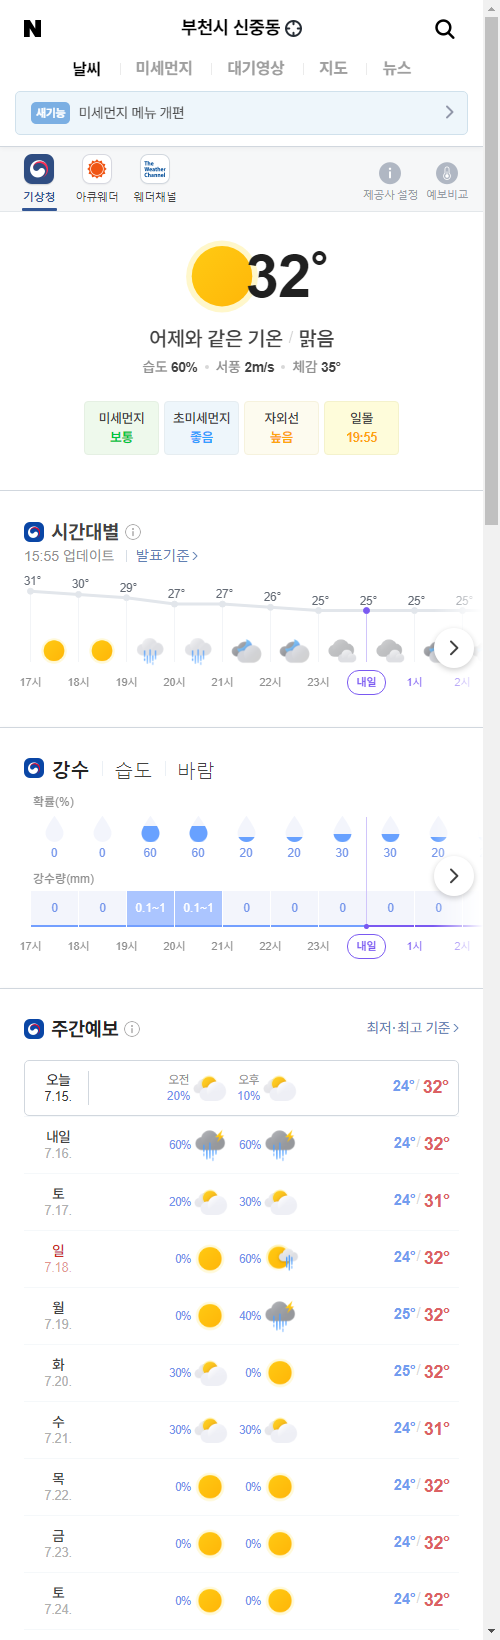 N 부천시 신중동
날씨 미세먼지 대기영상 지도 뉴스
새기능 미세먼지 메뉴 개편
The Weather Channel
기상청 아큐웨더 웨더채널 제공사 설정 예보비교
32°
어제와 같은 기온 / 맑음
습도 60% 서풍 2m/s 체감 35°
미세먼지 초미세먼지 자외선 일몰
보통 좋음 높음 19:55
시간대별
15:55 업데이트 발표기준 >
31° 30° 29° 27° 27° 26° 25° 25° 25° 25°
17시 18시 19시 20시 21시 22시 23시 내일 1시 2시
강수 습도 바람
확률(%)
0 0 60 60 20 20 30 30 20
강수량(mm)
0 0 0.1~1 0.1~1 0 0 0 0 0
17시 18시 19시 20시 21시 22시 23시 내일 1시 2시
주간예보 최저·최고 기준 >
오늘 오전 오후
7.15. 20% 10% 24° / 32°
내일
7.16. 60% 60% 24° / 32°
토
7.17. 20% 30% 24° / 31°
일
7.18. 0% 60% 24° / 32°
월
7.19. 0% 40% 25° / 32°
화
7.20. 30% 0% 25° / 32°
수
7.21. 30% 30% 24° / 31°
목
7.22. 0% 0% 24° / 32°
금
7.23. 0% 0% 24° / 32°
토
7.24. 0% 0% 24° / 32°